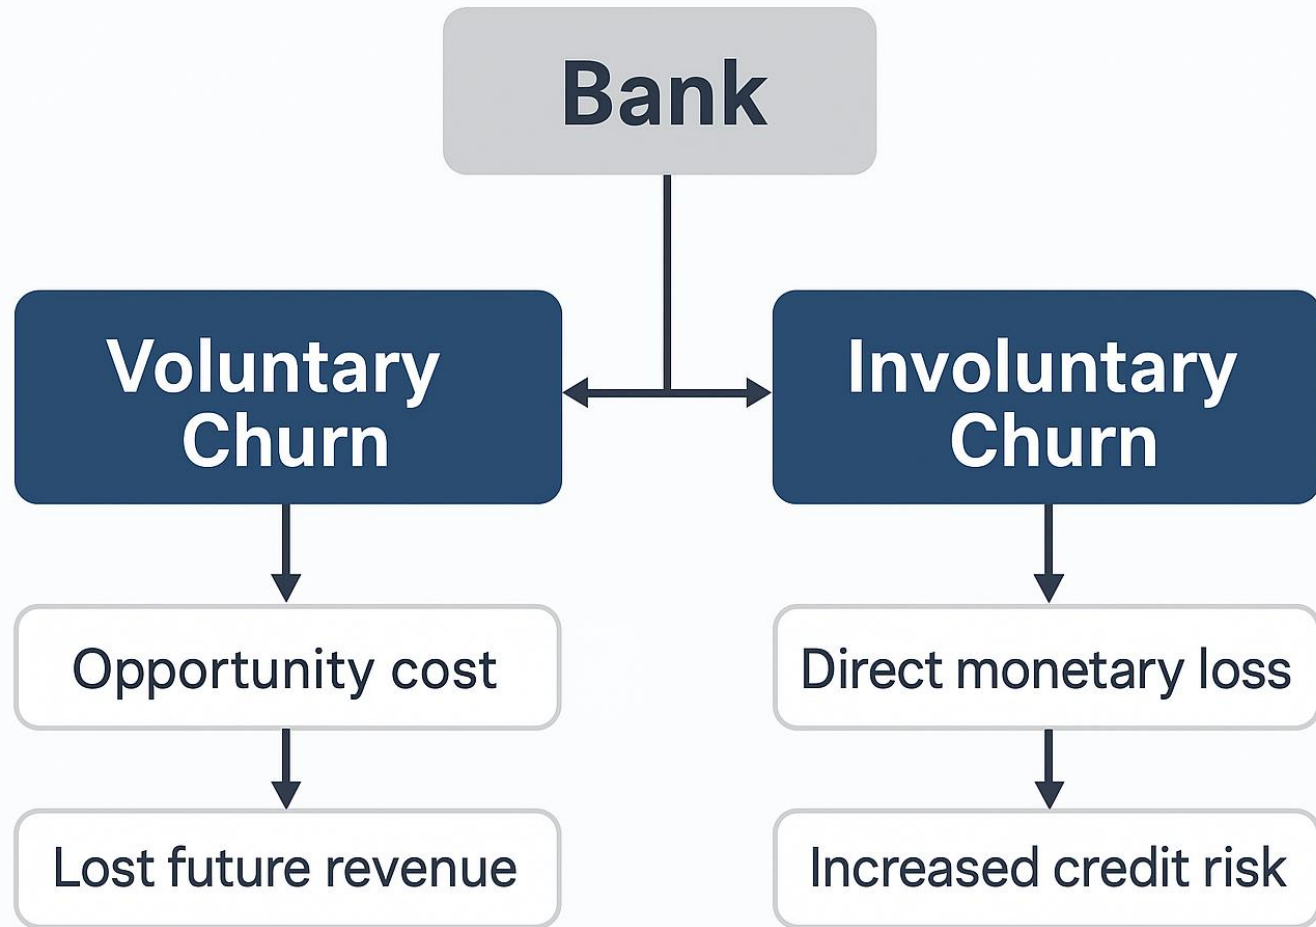 Bank
Voluntary
Churn
Involuntary
Churn
Opportunity cost
Direct monetary loss
Lost future revenue
Increased credit risk